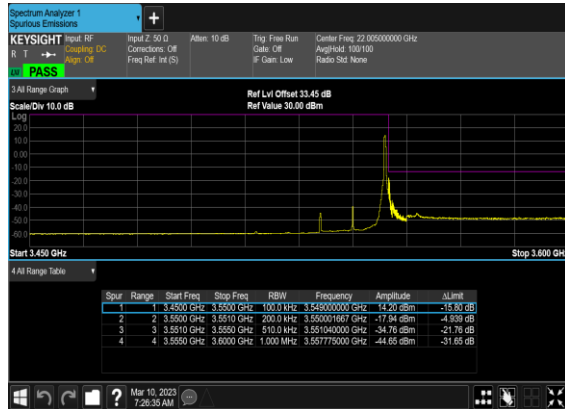 Spectrum Analyzer 1
Spurious Emissions
KEYSIGHT Input: RF Input Z: 50 Ω Atten: 10 dB Trig: Free Run Center Freq: 22.005000000 GHz
R T Coupling: DC Corrections: Off Gate: Off Avg|Hold: 100/100
Align: Off Freq Ref: Int (S) IF Gain: Low Radio Std: None
PASS
3 All Range Graph
Ref Lvl Offset 33.45 dB
Scale/Div 10.0 dB Ref Value 30.00 dBm
Log
20.0
10.0
0.00
-10.0
-20.0
-30.0
-40.0
-50.0
-60.0
Start 3.450 GHz Stop 3.600 GHz
4 All Range Table
Spur Range Start Freq Stop Freq RBW Frequency Amplitude ΔLimit
1 1 3.4500 GHz 3.5500 GHz 100.0 kHz 3.549000000 GHz 14.20 dBm -15.80 dB
2 2 3.5500 GHz 3.5510 GHz 200.0 kHz 3.550001667 GHz -17.94 dBm -4.939 dB
3 3 3.5510 GHz 3.5550 GHz 510.0 kHz 3.551040000 GHz -34.76 dBm -21.76 dB
4 4 3.5550 GHz 3.6000 GHz 1.000 MHz 3.557775000 GHz -44.65 dBm -31.65 dB
? Mar 10, 2023
7:26:35 AM